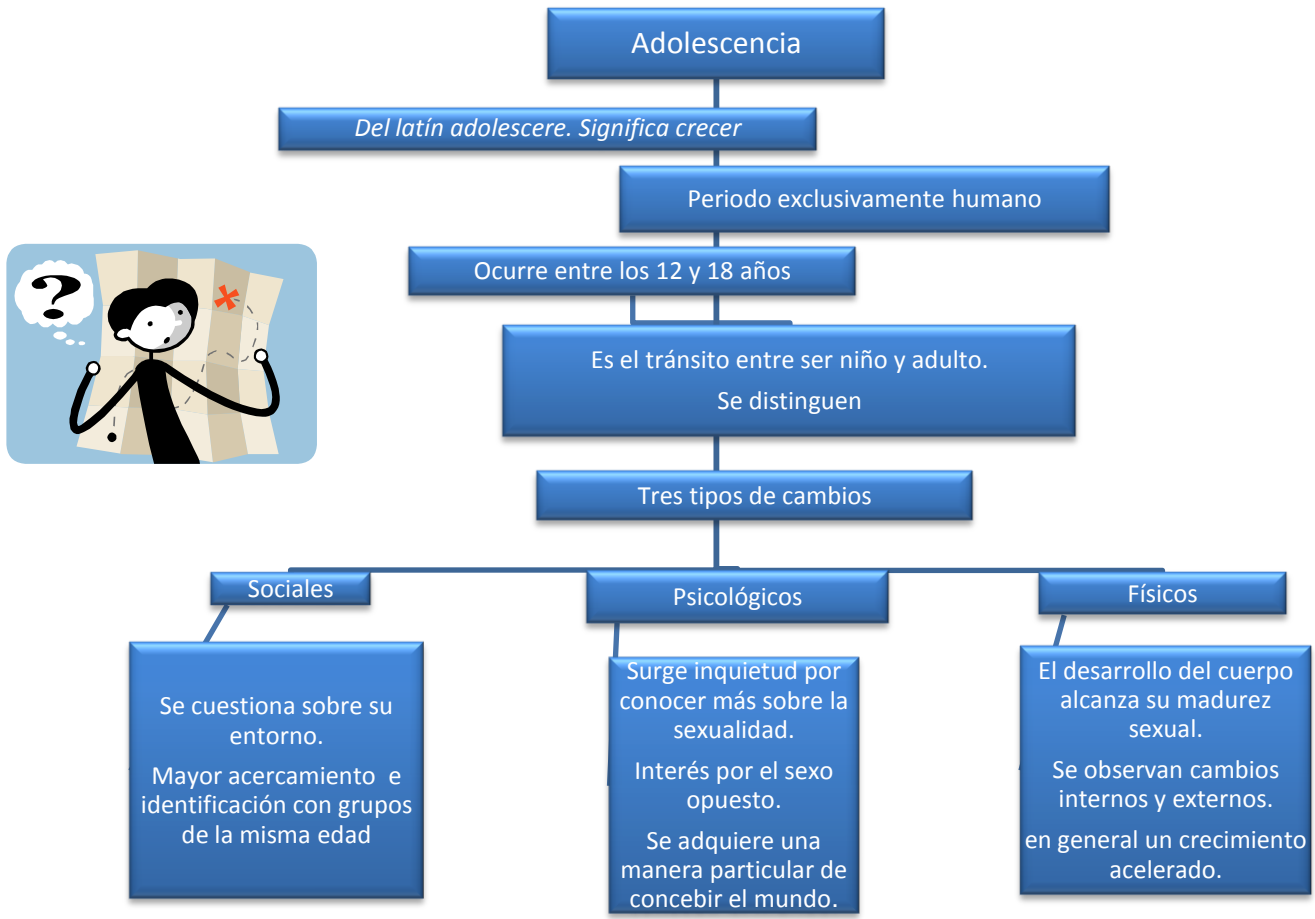 Adolescencia
Del latín adolescere. Significa crecer
Periodo exclusivamente humano
Ocurre entre los 12 y 18 años
?
Es el tránsito entre ser niño y adulto.
Se distinguen
Tres tipos de cambios
Sociales
Se cuestiona sobre su
entorno.
Mayor acercamiento e
identificación con grupos
de la misma edad
Psicológicos
Surge inquietud por
conocer más sobre la
sexualidad.
Interés por el sexo
opuesto.
Se adquiere una
manera particular de
concebir el mundo.
Físicos
El desarrollo del cuerpo
alcanza su madurez
sexual.
Se observan cambios
internos y externos.
en general un crecimiento
acelerado.